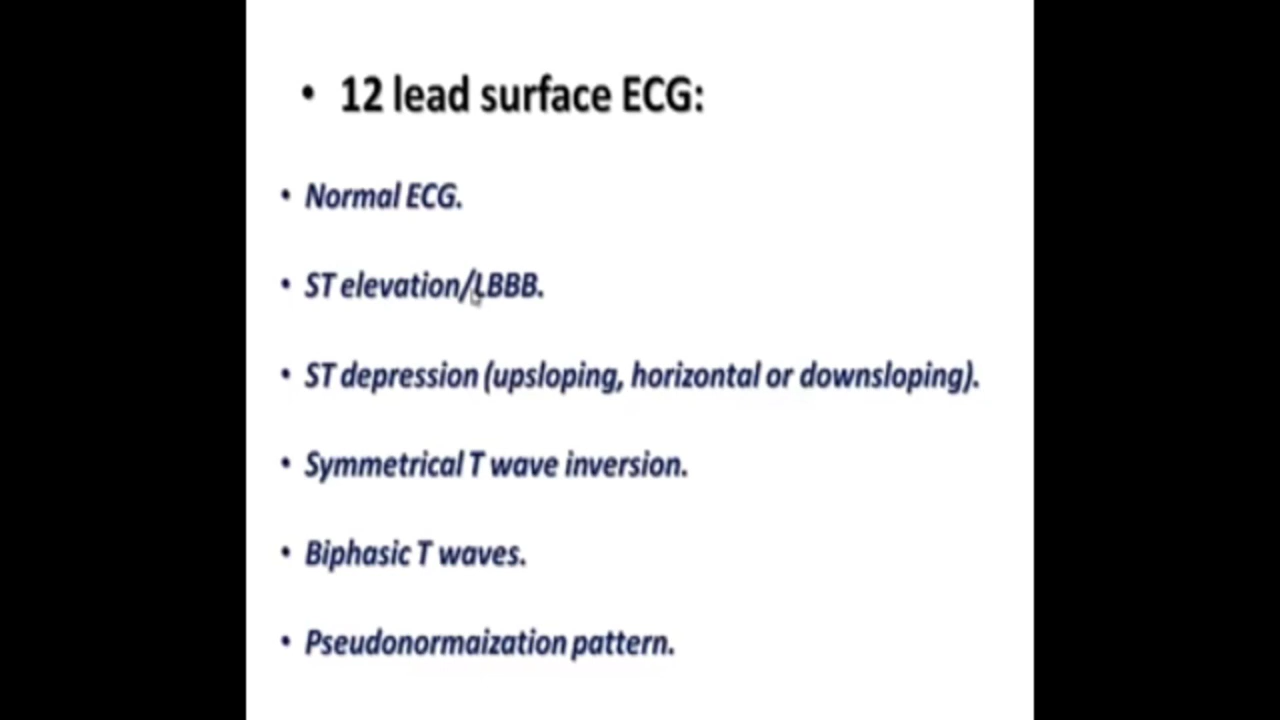 • 12 lead surface ECG:
• Normal ECG.
• ST elevation/LBBB.
• ST depression (upsloping, horizontal or downsloping).
• Symmetrical T wave inversion.
• Biphasic T waves.
• Pseudonormaization pattern.